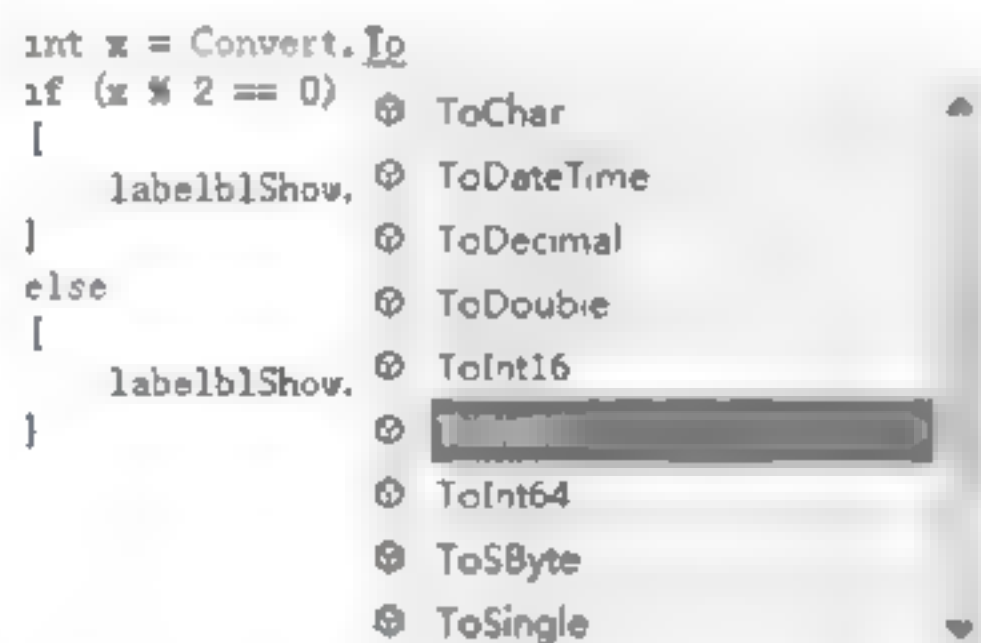 int x = Convert.To
if (x % 2 == 0)
{
labelblShow.
}
else
{
labelblShow.
}
ToChar
ToDateTime
ToDecimal
ToDouble
ToInt16
ToInt64
ToSByte
ToSingle